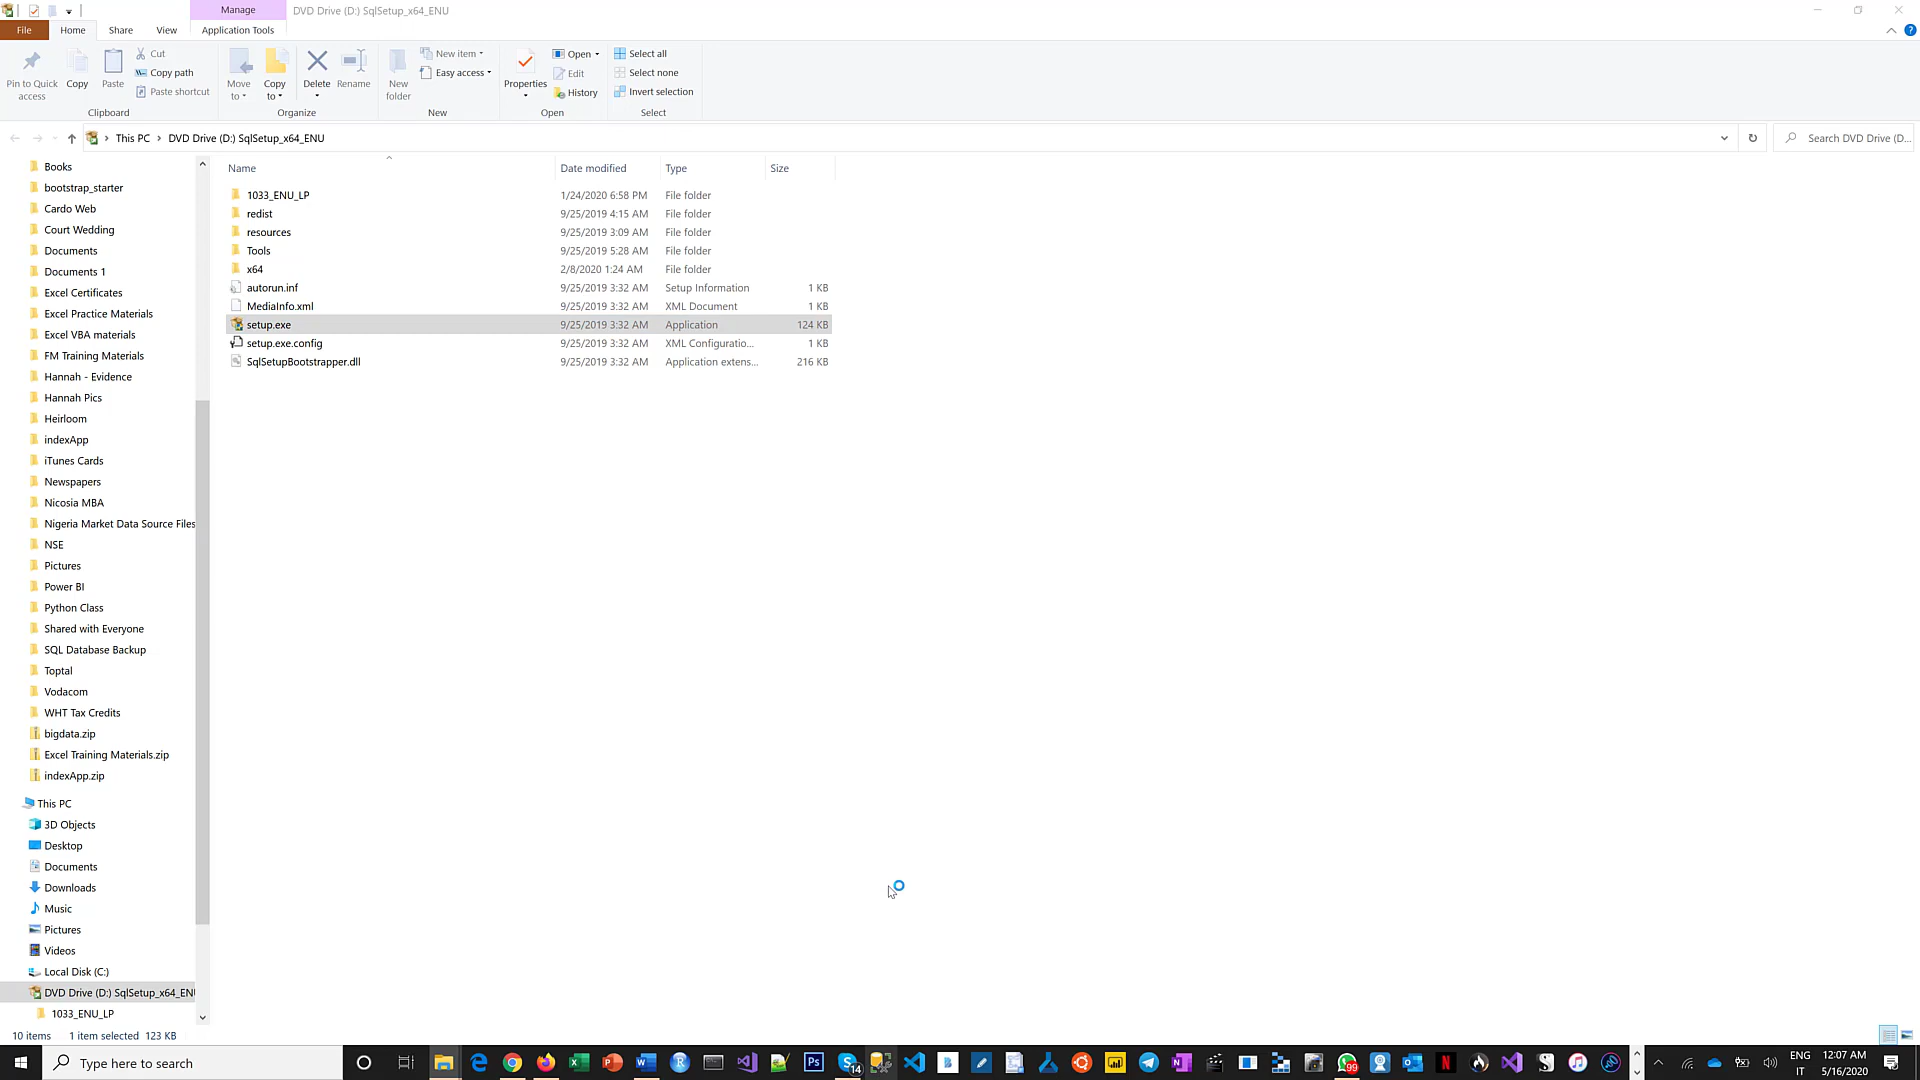 Manage
DVD Drive (D:) SqlSetup_x64_ENU
File
Home
Share
View
Application Tools
Pin to Quick access
Copy
Paste
Cut
Copy path
Paste shortcut
Clipboard
Move to
Copy to
Delete
Rename
Organize
New folder
New item
Easy access
New
Properties
Open
Edit
History
Open
Select all
Select none
Invert selection
Select
This PC
DVD Drive (D:) SqlSetup_x64_ENU
Search DVD Drive (D...
Name
Date modified
Type
Size
1033_ENU_LP 1/24/2020 6:58 PM File folder
redist 9/25/2019 4:15 AM File folder
resources 9/25/2019 3:09 AM File folder
Tools 9/25/2019 5:28 AM File folder
x64 2/8/2020 1:24 AM File folder
autorun.inf 9/25/2019 3:32 AM Setup Information 1 KB
MediaInfo.xml 9/25/2019 3:32 AM XML Document 1 KB
setup.exe 9/25/2019 3:32 AM Application 124 KB
setup.exe.config 9/25/2019 3:32 AM XML Configuratio... 1 KB
SqlSetupBootstrapper.dll 9/25/2019 3:32 AM Application extens... 216 KB
Books
bootstrap_starter
Cardo Web
Court Wedding
Documents
Documents 1
Excel Certificates
Excel Practice Materials
Excel VBA materials
FM Training Materials
Hannah - Evidence
Hannah Pics
Heirloom
indexApp
iTunes Cards
Newspapers
Nicosia MBA
Nigeria Market Data Source Files
NSE
Pictures
Power BI
Python Class
Shared with Everyone
SQL Database Backup
Toptal
Vodacom
WHT Tax Credits
bigdata.zip
Excel Training Materials.zip
indexApp.zip
This PC
3D Objects
Desktop
Documents
Downloads
Music
Pictures
Videos
Local Disk (C:)
DVD Drive (D:) SqlSetup_x64_EN
1033_ENU_LP
10 items 1 item selected 123 KB
Type here to search
Ps
14
99
ENG
IT
12:07 AM
5/16/2020